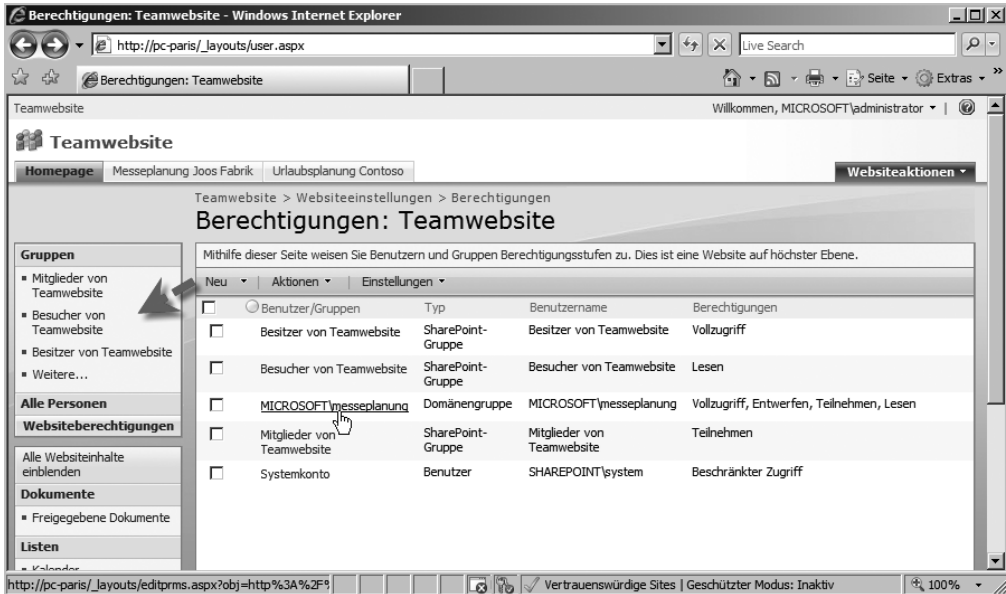 Berechtigungen: Teamwebsite - Windows Internet Explorer
http://pc-paris/_layouts/user.aspx
Live Search
Berechtigungen: Teamwebsite
Seite
Extras
»
Teamwebsite
Willkommen, MICROSOFT\administrator
Teamwebsite
Homepage
Messeplanung Joos Fabrik
Urlaubsplanung Contoso
Websiteaktionen
Teamwebsite > Websiteeinstellungen > Berechtigungen
Berechtigungen: Teamwebsite
Gruppen
Mitglieder von
Teamwebsite
Besucher von
Teamwebsite
Besitzer von Teamwebsite
Weitere...
Alle Personen
Websiteberechtigungen
Alle Websiteinhalte
einblenden
Dokumente
Freigegebene Dokumente
Listen
Kalender
Mithilfe dieser Seite weisen Sie Benutzern und Gruppen Berechtigungsstufen zu. Dies ist eine Website auf höchster Ebene.
Neu
Aktionen
Einstellungen
Benutzer/Gruppen Typ Benutzername Berechtigungen
Besitzer von Teamwebsite SharePoint- Besitzer von Teamwebsite Vollzugriff
Gruppe
Besucher von Teamwebsite SharePoint- Besucher von Teamwebsite Lesen
Gruppe
MICROSOFT\messeplanung Domänengruppe MICROSOFT\messeplanung Vollzugriff, Entwerfen, Teilnehmen, Lesen
Mitglieder von SharePoint- Mitglieder von Teilnehmen
Teamwebsite Gruppe Teamwebsite
Systemkonto Benutzer SHAREPOINT\system Beschränkter Zugriff
http://pc-paris/_layouts/editprms.aspx?obj=http%3A%2F%
Vertrauenswürdige Sites | Geschützter Modus: Inaktiv
100%